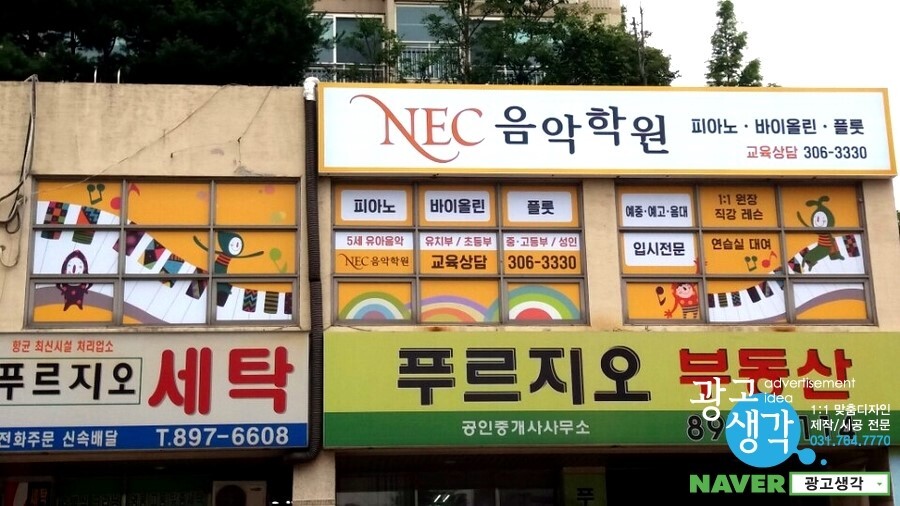 NEC 음악학원
피아노 · 바이올린 · 플룻
교육상담 306-3330
피아노
바이올린
플룻
5세 유아음악
유치부 / 초등부
중·고등부 / 성인
NEC 음악학원
교육상담
306-3330
예중·예고·음대
1:1 원장
직강 레슨
입시전문
연습실 대여
항균 최신시설 처리업소
푸르지오 세탁
전화주문 신속배달
T.897-6608
푸르지오 부동산
공인중개사사무소
세탁
푸
광고
생각
advertisement
idea
1:1 맞춤디자인
제작/시공 전문
031.764.7770
NAVER 광고생각